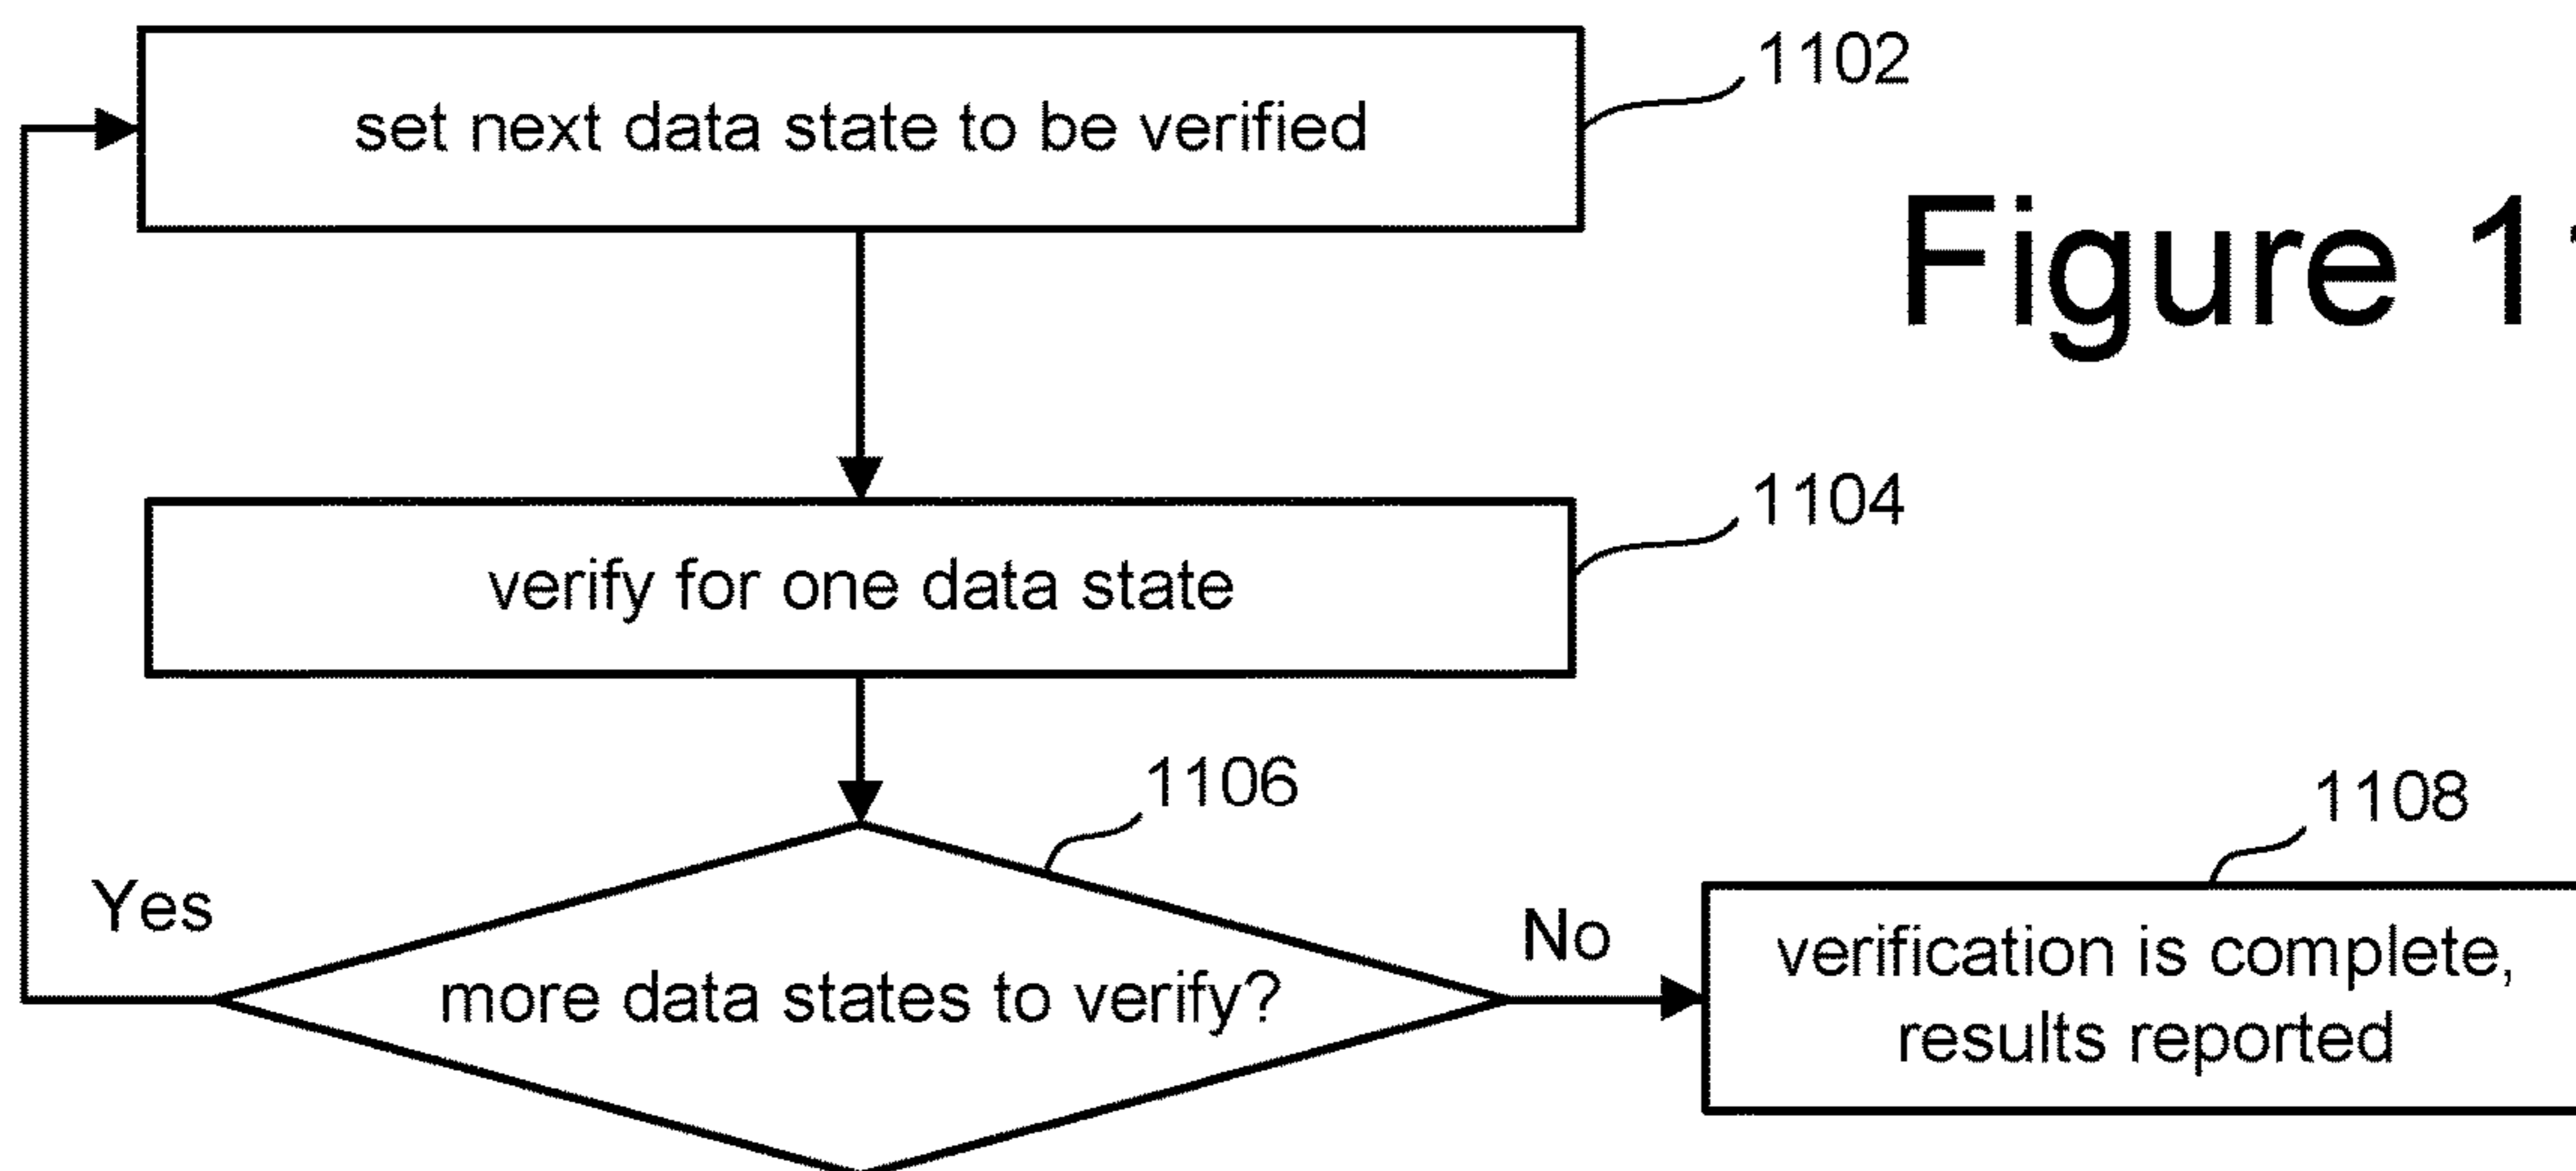 set next data state to be verified
1102
Figure 11
verify for one data state
1104
1106
Yes
more data states to verify?
No
1108
verification is complete,
results reported